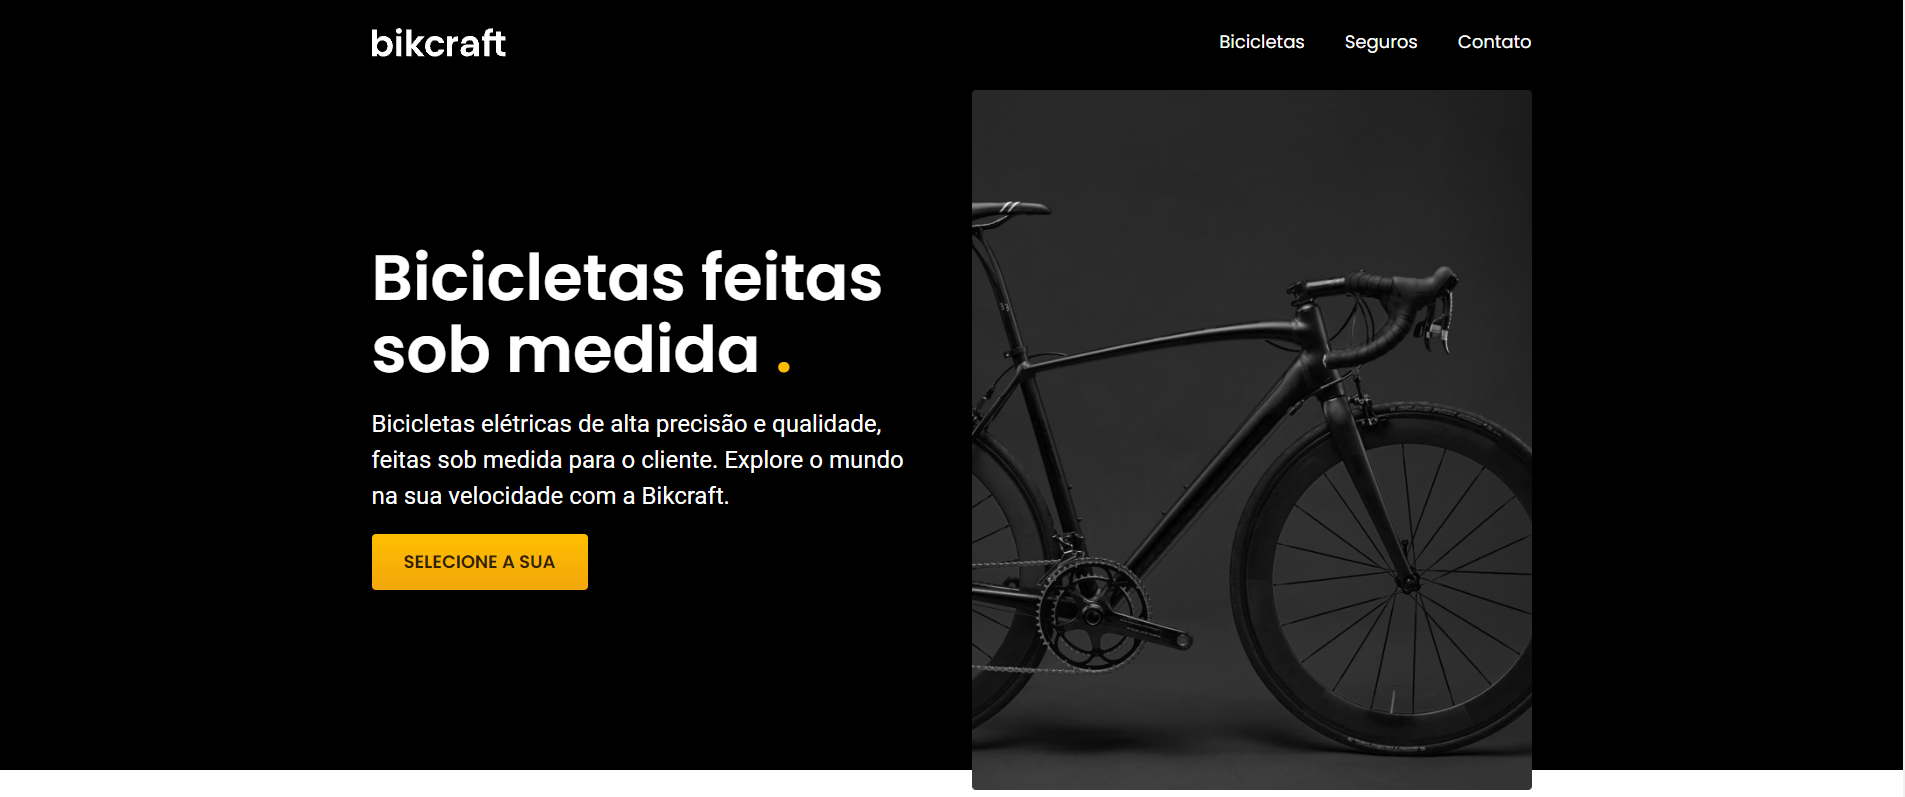 bikcraft
Bicicletas
Seguros
Contato
Bicicletas feitas
sob medida .
Bicicletas elétricas de alta precisão e qualidade,
feitas sob medida para o cliente. Explore o mundo
na sua velocidade com a Bikcraft.
SELECIONE A SUA